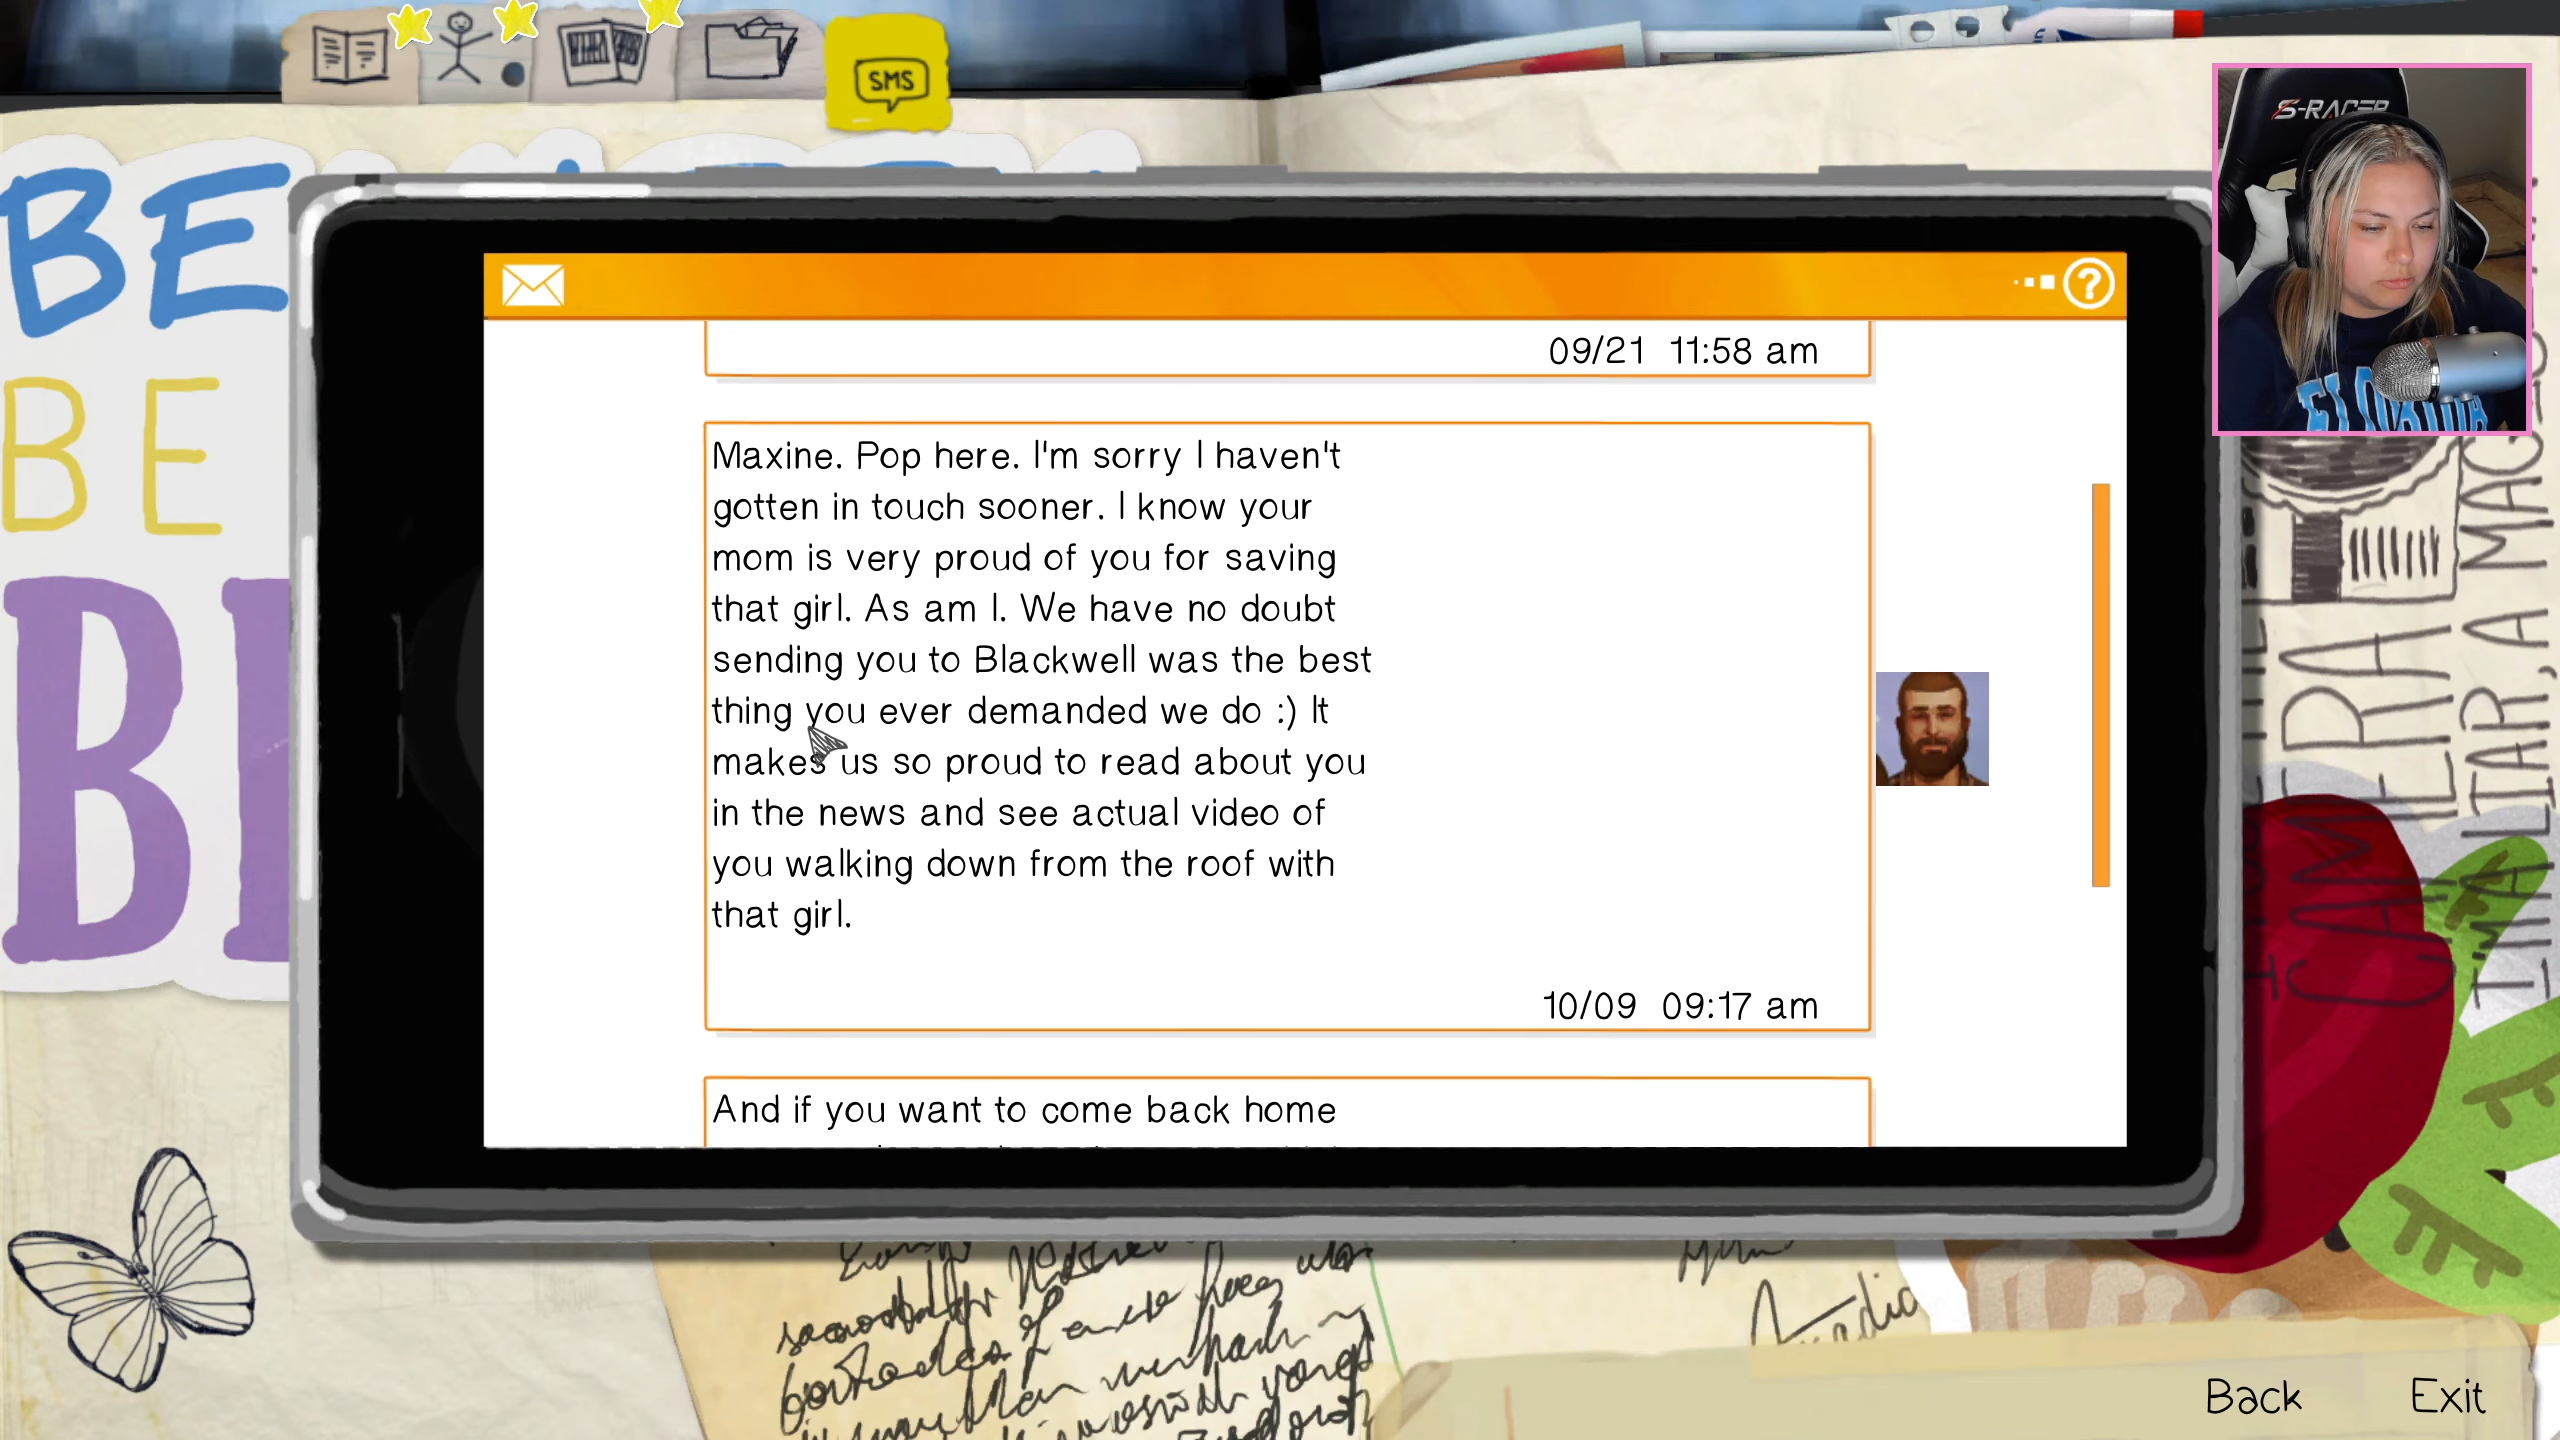 SMS
S-RACER
BE
BE
09/21 11:58 am
Maxine. Pop here. I'm sorry I haven't
gotten in touch sooner. I know your
mom is very proud of you for saving
that girl. As am I. We have no doubt
sending you to Blackwell was the best
thing you ever demanded we do :) It
makes us so proud to read about you
in the news and see actual video of
you walking down from the roof with
that girl.
10/09 09:17 am
And if you want to come back home
CAMERA
Back
Exit